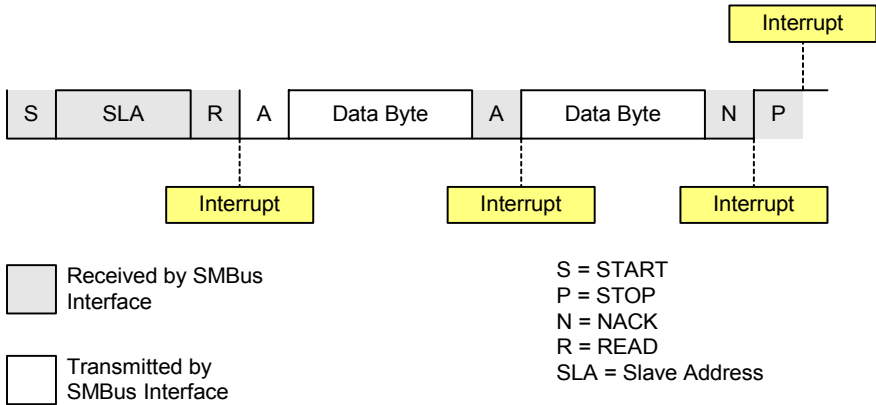 Interrupt
S SLA R A Data Byte A Data Byte N P
Interrupt Interrupt Interrupt
Received by SMBus
Interface
Transmitted by
SMBus Interface
S = START
P = STOP
N = NACK
R = READ
SLA = Slave Address